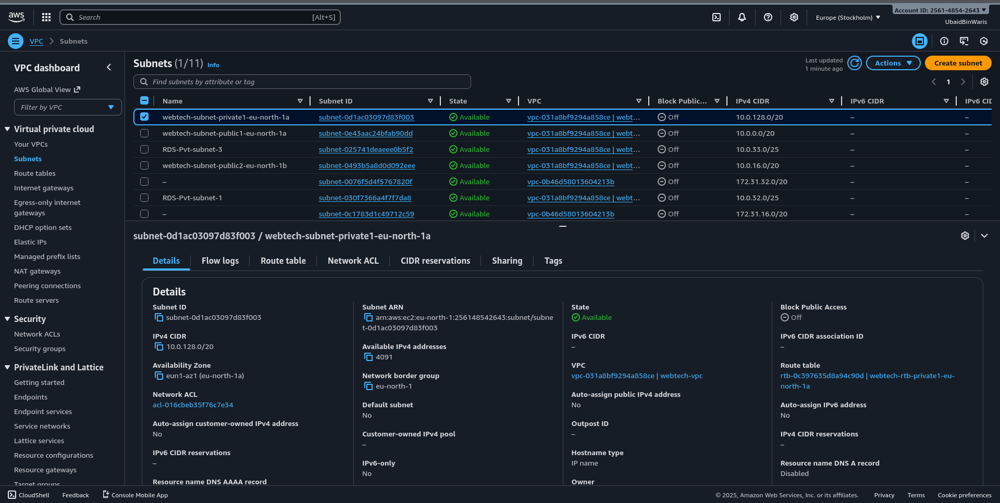 aws
Search [Alt+S]
Europe (Stockholm)
Account ID: 2561-4854-2643
UbaidBinWaris
VPC
Subnets
VPC dashboard
AWS Global View
Filter by VPC
Virtual private cloud
Your VPCs
Subnets
Route tables
Internet gateways
Egress-only internet
gateways
DHCP option sets
Elastic IPs
Managed prefix lists
NAT gateways
Peering connections
Route servers
Security
Network ACLs
Security groups
PrivateLink and Lattice
Getting started
Endpoints
Endpoint services
Service networks
Lattice services
Resource configurations
Resource gateways
Target groups
Subnets (1/11) Info
Last updated
1 minute ago
Actions
Create subnet
Find subnets by attribute or tag
1
Name Subnet ID State VPC Block Public... IPv4 CIDR IPv6 CIDR IPv6 CID
webtech-subnet-private1-eu-north-1a subnet-0d1ac03097d83f003 Available vpc-031a8bf9294a858ce | webt... Off 10.0.128.0/20 – –
webtech-subnet-public1-eu-north-1a subnet-0e43aac24bfab90dd Available vpc-031a8bf9294a858ce | webt... Off 10.0.0.0/20 – –
RDS-Pvt-subnet-3 subnet-025741deaeee0b5f2 Available vpc-031a8bf9294a858ce | webt... Off 10.0.33.0/25 – –
webtech-subnet-public2-eu-north-1b subnet-0493b5a8d0d092eee Available vpc-031a8bf9294a858ce | webt... Off 10.0.16.0/20 – –
– subnet-0076f5d4f5767820f Available vpc-0b46d58013604213b Off 172.31.32.0/20 – –
RDS-Pvt-subnet-1 subnet-030f7366a4f7f7da8 Available vpc-031a8bf9294a858ce | webt... Off 10.0.32.0/25 – –
– subnet-0c1783d1c49712c59 Available vpc-0b46d58013604213b Off 172.31.16.0/20 – –
subnet-0d1ac03097d83f003 / webtech-subnet-private1-eu-north-1a
Details Flow logs Route table Network ACL CIDR reservations Sharing Tags
Details
Subnet ID
subnet-0d1ac03097d83f003
IPv4 CIDR
10.0.128.0/20
Availability Zone
eun1-az1 (eu-north-1a)
Network ACL
acl-016cbeb35f76c7e34
Auto-assign customer-owned IPv4 address
No
IPv6 CIDR reservations
–
Resource name DNS AAAA record
Subnet ARN
arn:aws:ec2:eu-north-1:256148542643:subnet/subne
t-0d1ac03097d83f003
Available IPv4 addresses
4091
Network border group
eu-north-1
Default subnet
No
Customer-owned IPv4 pool
–
IPv6-only
No
State
Available
IPv6 CIDR
–
VPC
vpc-031a8bf9294a858ce | webtech-vpc
Auto-assign public IPv4 address
No
Outpost ID
–
Hostname type
IP name
Owner
Block Public Access
Off
IPv6 CIDR association ID
–
Route table
rtb-0c397635d8a94c90d | webtech-rtb-private1-eu-
north-1a
Auto-assign IPv6 address
No
IPv4 CIDR reservations
–
Resource name DNS A record
Disabled
CloudShell Feedback Console Mobile App © 2025, Amazon Web Services, Inc. or its affiliates. Privacy Terms Cookie preferences